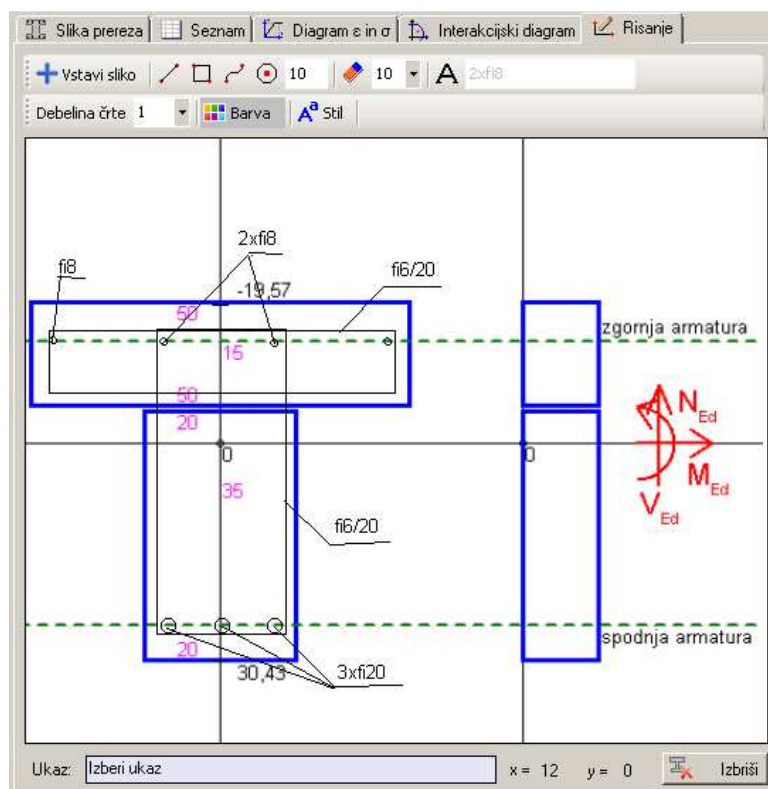 Slika prereza Seznam Diagram ε in σ Interakcijski diagram Risanje
Vstavi sliko 10 10 A 2xfi8
Debelina črte 1 Barva Aa Stil
2xfi8
fi8
fi6/20
-19,57
50
zgornja armatura
15
50
20
N Ed
0
0
M Ed
35
V Ed
fi6/20
spodnja armatura
20
30,43
3xfi20
Ukaz: Izberi ukaz x = 12 y = 0 Izbriši